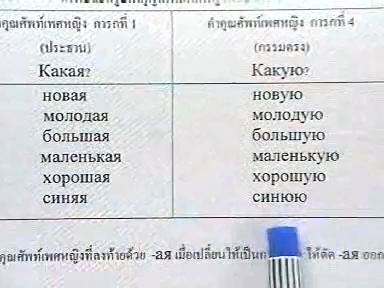 คำคุณศัพท์เพศหญิง การกที่ 1 คำคุณศัพท์เพศหญิง การกที่ 4
(ประธาน) (กรรมตรง)
Какая? Какую?
новая новую
молодая молодую
большая большую
маленькая маленькую
хорошая хорошую
синяя синюю
คุณศัพท์เพศหญิงที่ลงท้ายด้วย -ая เมื่อเปลี่ยนให้เป็น ให้ตัด -ая ออก